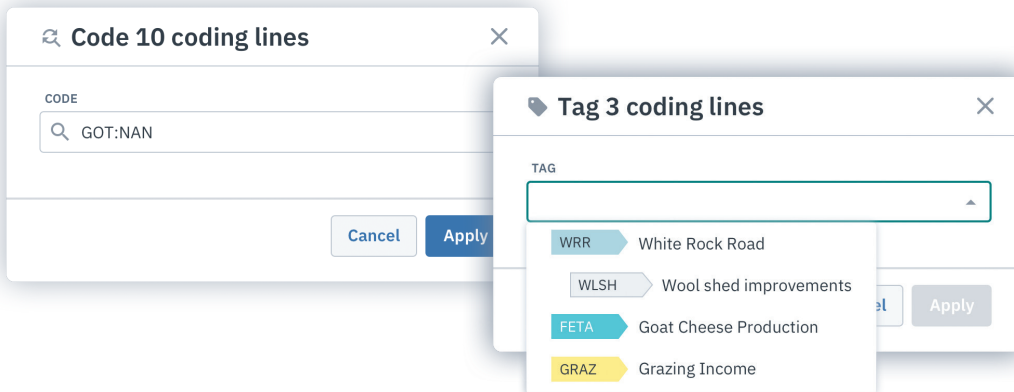 Code 10 coding lines
CODE
GOT:NAN
Cancel Apply
Tag 3 coding lines
TAG
WRR White Rock Road
WLSH Wool shed improvements
FETA Goat Cheese Production
GRAZ Grazing Income
el Apply